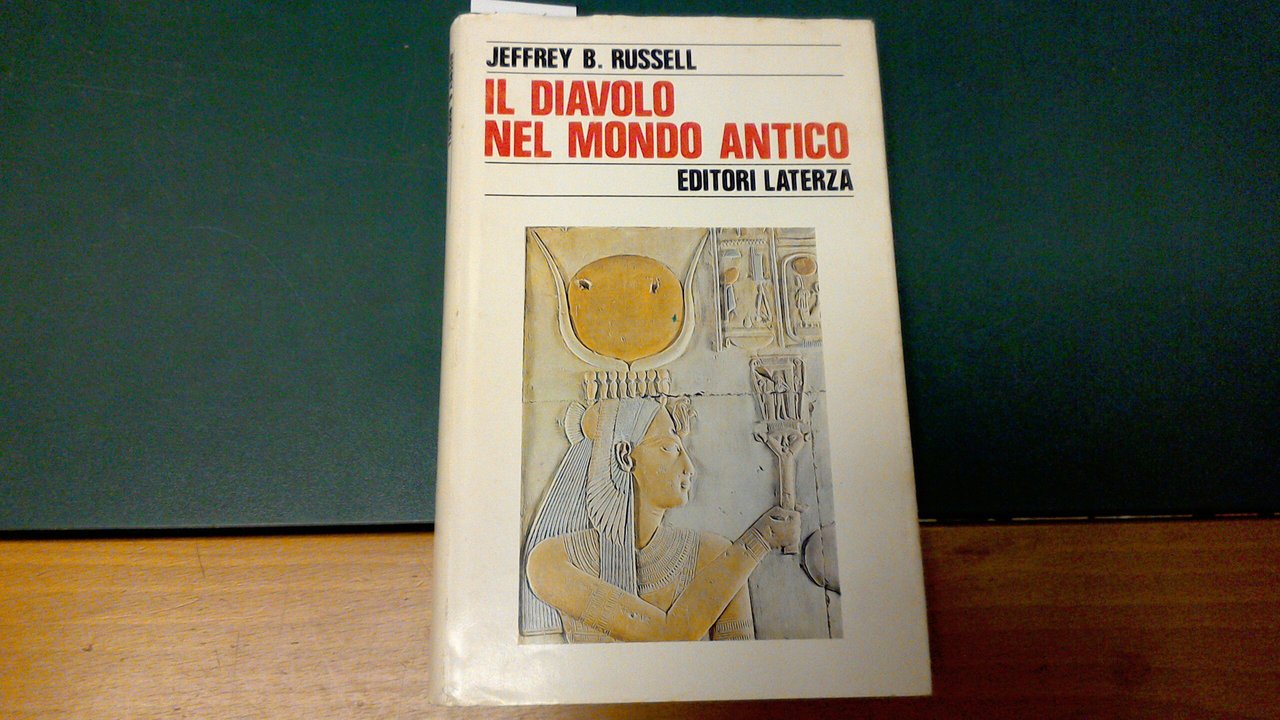 JEFFREY B. RUSSELL
IL DIAVOLO
NEL MONDO ANTICO
EDITORI LATERZA